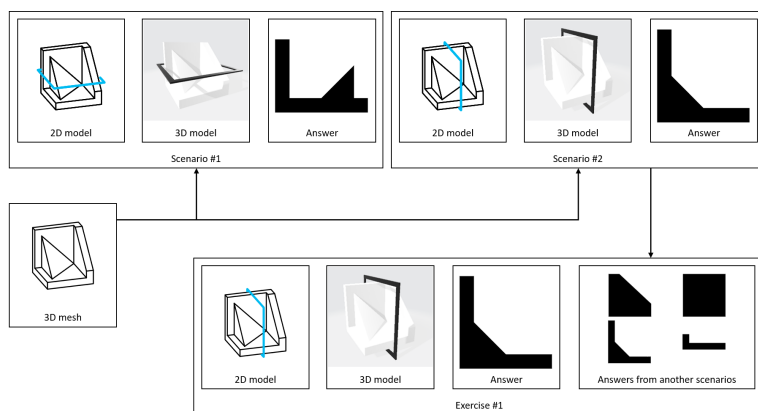 2D model
3D model
Answer
Scenario #1
2D model
3D model
Answer
Scenario #2
3D mesh
2D model
3D model
Answer
Answers from another scenarios
Exercise #1